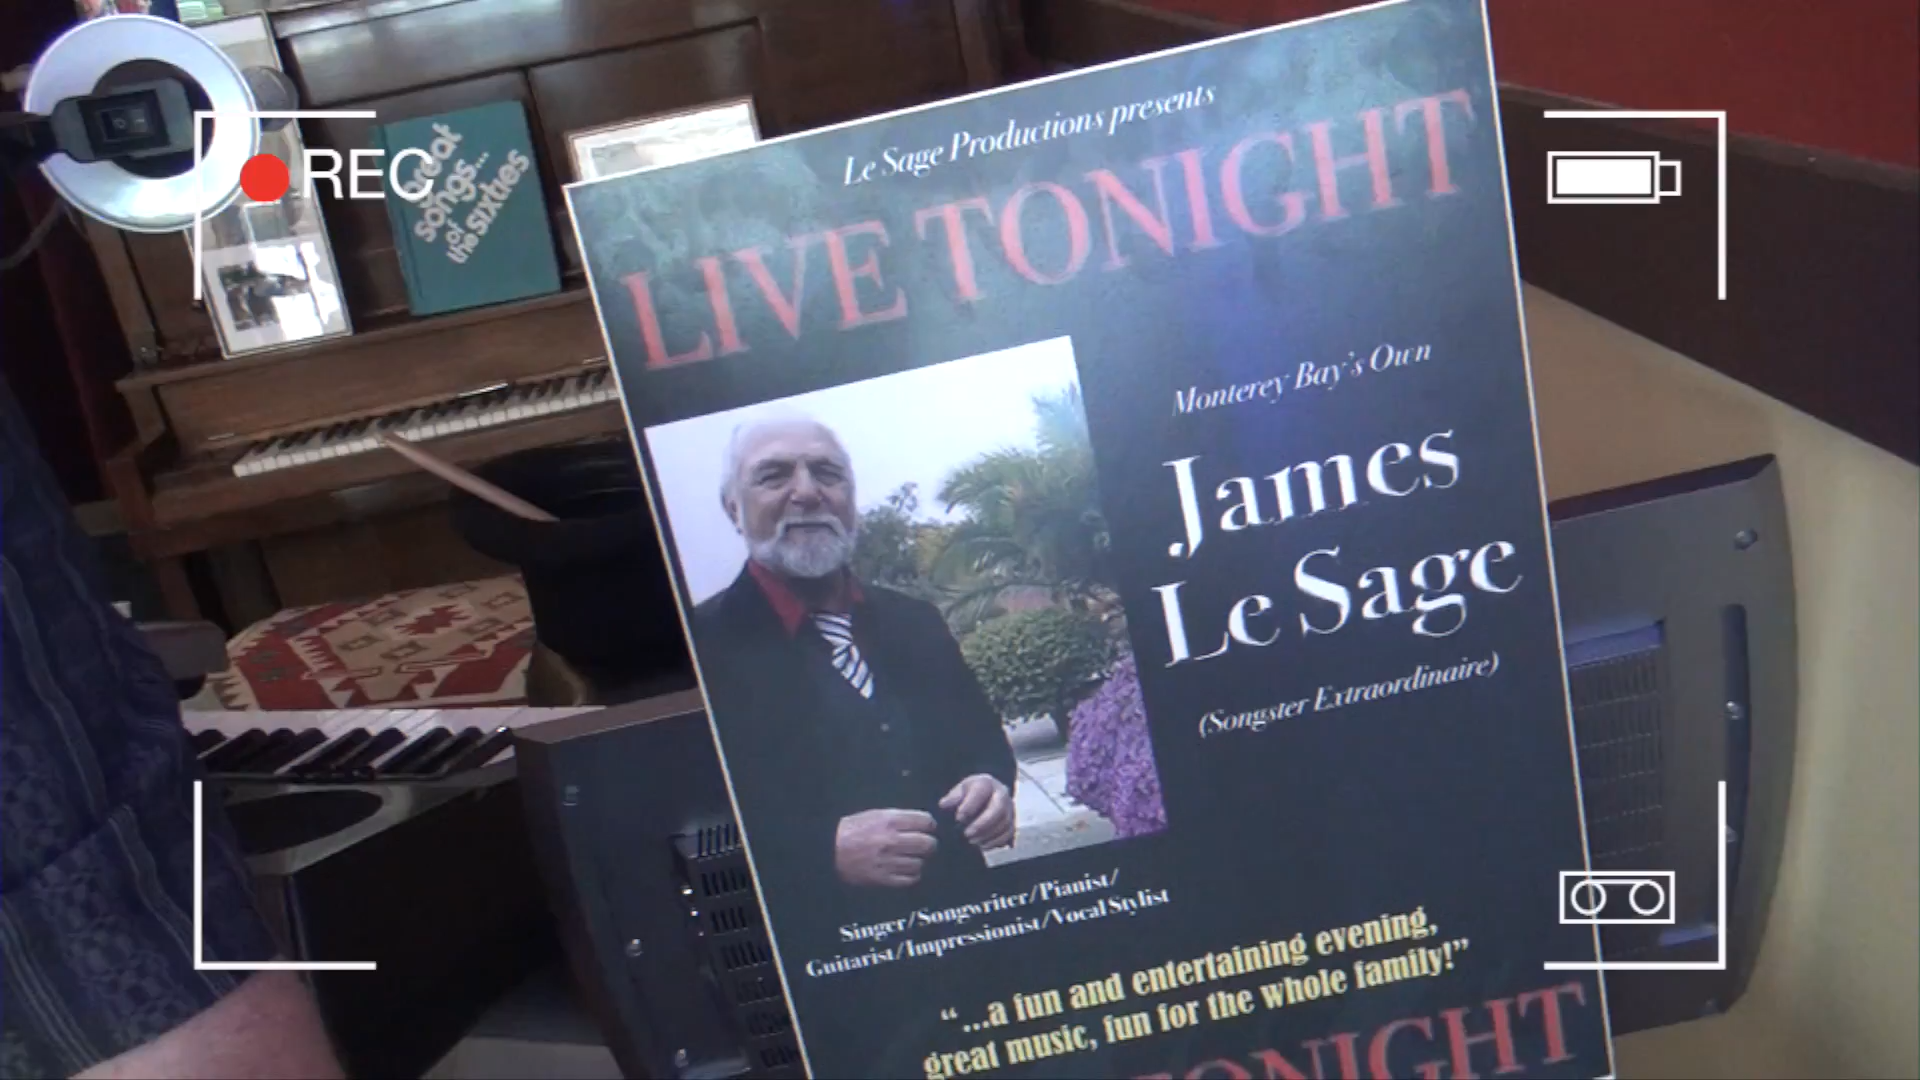 REC
great
songs...
of
the sixties
Le Sage Productions presents
LIVE TONIGHT
Monterey Bay's Own
James
Le Sage
(Songster Extraordinaire)
Singer/Songwriter/Pianist/
Guitarist/Impressionist/Vocal Stylist
"...a fun and entertaining evening,
great music, fun for the whole family!"
TONIGHT